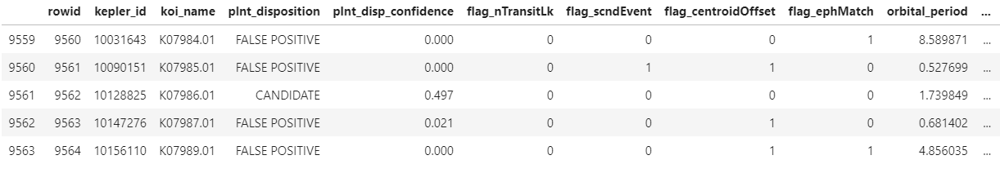 rowid kepler_id koi_name plnt_disposition plnt_disp_confidence flag_nTransitLk flag_scndEvent flag_centroidOffset flag_ephMatch orbital_period ...
9559 9560 10031643 K07984.01 FALSE POSITIVE 0.000 0 0 0 1 8.589871 ...
9560 9561 10090151 K07985.01 FALSE POSITIVE 0.000 0 1 1 0 0.527699 ...
9561 9562 10128825 K07986.01 CANDIDATE 0.497 0 0 0 0 1.739849 ...
9562 9563 10147276 K07987.01 FALSE POSITIVE 0.021 0 0 1 0 0.681402 ...
9563 9564 10156110 K07989.01 FALSE POSITIVE 0.000 0 0 1 1 4.856035 ...